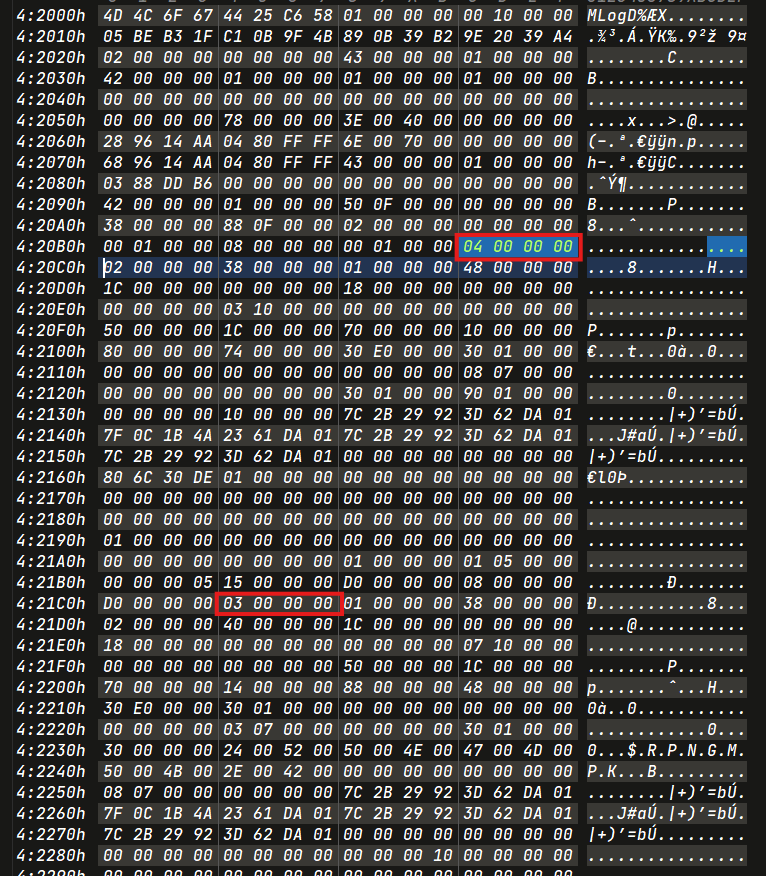 4:2000h 4D 4C 6F 67 44 25 C6 58 01 00 00 00 00 10 00 00 MLogD%ÆX........
4:2010h 05 BE B3 1F C1 0B 9F 4B 89 0B 39 B2 9E 20 39 A4 .¾³.Á.ŸK‰.9²ž 9¤
4:2020h 02 00 00 00 00 00 00 00 43 00 00 00 01 00 00 00 ........C.......
4:2030h 42 00 00 00 01 00 00 00 01 00 00 00 01 00 00 00 B...............
4:2040h 00 00 00 00 00 00 00 00 00 00 00 00 00 00 00 00 ................
4:2050h 00 00 00 00 78 00 00 00 3E 00 40 00 00 00 00 00 ....x...>.@.....
4:2060h 28 96 14 AA 04 80 FF FF 6E 00 70 00 00 00 00 00 (–.ª.€ÿÿn.p.....
4:2070h 68 96 14 AA 04 80 FF FF 43 00 00 00 01 00 00 00 h–.ª.€ÿÿC.......
4:2080h 03 88 DD B6 00 00 00 00 00 00 00 00 00 00 00 00 .ˆÝ¶............
4:2090h 42 00 00 00 01 00 00 00 50 0F 00 00 00 00 00 00 B.......P.......
4:20A0h 38 00 00 00 88 0F 00 00 02 00 00 00 00 00 00 00 8...ˆ...........
4:20B0h 00 01 00 00 08 00 00 00 00 01 00 00 04 00 00 00 ................
4:20C0h 02 00 00 00 38 00 00 00 01 00 00 00 48 00 00 00 ....8.......H...
4:20D0h 1C 00 00 00 00 00 00 00 18 00 00 00 00 00 00 00 ................
4:20E0h 00 00 00 00 03 10 00 00 00 00 00 00 00 00 00 00 ................
4:20F0h 50 00 00 00 1C 00 00 00 70 00 00 00 10 00 00 00 P.......p.......
4:2100h 80 00 00 00 74 00 00 00 30 E0 00 00 30 01 00 00 €...t...0à..0...
4:2110h 00 00 00 00 00 00 00 00 00 00 00 00 08 07 00 00 ................
4:2120h 00 00 00 00 00 00 00 00 30 01 00 00 90 01 00 00 ........0.......
4:2130h 00 00 00 00 10 00 00 00 7C 2B 29 92 3D 62 DA 01 ........|+)’=bÚ.
4:2140h 7F 0C 1B 4A 23 61 DA 01 7C 2B 29 92 3D 62 DA 01 ...J#aÚ.|+)’=bÚ.
4:2150h 7C 2B 29 92 3D 62 DA 01 00 00 00 00 00 00 00 00 |+)’=bÚ.........
4:2160h 80 6C 30 DE 01 00 00 00 00 00 00 00 00 00 00 00 €l0Þ............
4:2170h 00 00 00 00 00 00 00 00 00 00 00 00 00 00 00 00 ................
4:2180h 00 00 00 00 00 00 00 00 00 00 00 00 00 00 00 00 ................
4:2190h 01 00 00 00 00 00 00 00 00 00 00 00 00 00 00 00 ................
4:21A0h 00 00 00 00 00 00 00 00 01 00 00 00 01 05 00 00 ................
4:21B0h 00 00 00 05 15 00 00 00 D0 00 00 00 08 00 00 00 ........Ð.......
4:21C0h D0 00 00 00 03 00 00 00 01 00 00 00 38 00 00 00 Ð...........8...
4:21D0h 02 00 00 00 40 00 00 00 1C 00 00 00 00 00 00 00 ....@...........
4:21E0h 18 00 00 00 00 00 00 00 00 00 00 00 07 10 00 00 ................
4:21F0h 00 00 00 00 00 00 00 00 50 00 00 00 1C 00 00 00 ........P.......
4:2200h 70 00 00 00 14 00 00 00 88 00 00 00 48 00 00 00 p.......ˆ...H...
4:2210h 30 E0 00 00 30 01 00 00 00 00 00 00 00 00 00 00 0à..0...........
4:2220h 00 00 00 00 03 07 00 00 00 00 00 00 30 01 00 00 ............0...
4:2230h 30 00 00 00 24 00 52 00 50 00 4E 00 47 00 4D 00 0...$.R.P.N.G.M.
4:2240h 50 00 4B 00 2E 00 42 00 00 00 00 00 00 00 00 00 P.K...B.........
4:2250h 08 07 00 00 00 00 00 00 7C 2B 29 92 3D 62 DA 01 ........|+)’=bÚ.
4:2260h 7F 0C 1B 4A 23 61 DA 01 7C 2B 29 92 3D 62 DA 01 ...J#aÚ.|+)’=bÚ.
4:2270h 7C 2B 29 92 3D 62 DA 01 00 00 00 00 00 00 00 00 |+)’=bÚ.........
4:2280h 00 00 00 00 00 00 00 00 00 00 00 10 00 00 00 00 ................